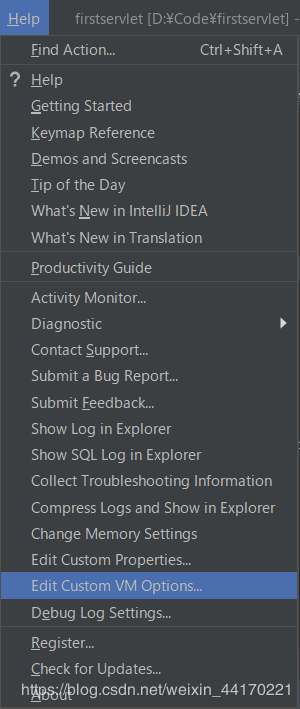 Help firstservlet [D:¥Code¥firstservlet] -
Find Action... Ctrl+Shift+A
? Help
Getting Started
Keymap Reference
Demos and Screencasts
Tip of the Day
What's New in IntelliJ IDEA
What's New in Translation
Productivity Guide
Activity Monitor...
Diagnostic
Contact Support...
Submit a Bug Report...
Submit Feedback...
Show Log in Explorer
Show SQL Log in Explorer
Collect Troubleshooting Information
Compress Logs and Show in Explorer
Change Memory Settings
Edit Custom Properties...
Edit Custom VM Options...
Debug Log Settings...
Register...
Check for Updates...
https://blog.csdn.net/weixin_44170221
About